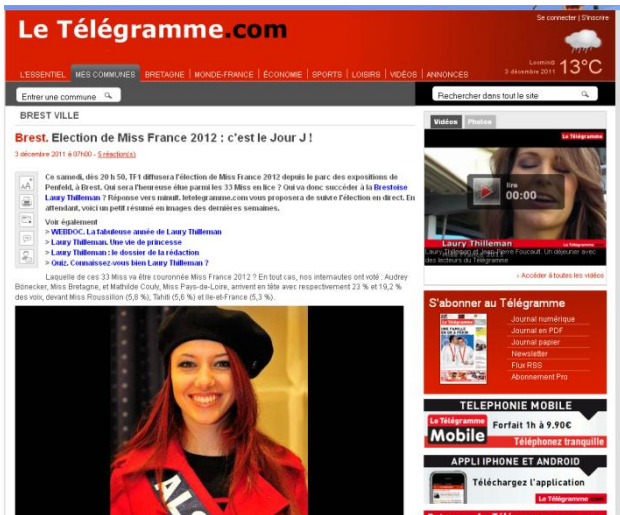 Le Télégramme.com
Se connecter | S'inscrire
13°C
3 décembre 2011
L'ESSENTIEL MES COMMUNES BRETAGNE | MONDE-FRANCE | ÉCONOMIE | SPORTS | LOISIRS | VIDÉOS | ANNONCES
Entrer une commune
Rechercher dans tout le site
BREST VILLE
Brest. Election de Miss France 2012 : c'est le Jour J !
3 décembre 2011 à 07h00 - 5 réaction(s)
Ce samedi, dès 20 h 50, TF1 diffusera l'élection de Miss France 2012 depuis le parc des expositions de
Penfeld, à Brest. Qui sera l'heureuse élue parmi les 33 Miss en lice ? Qui va donc succéder à la Brestoise
Laury Thilleman ? Réponse vers minuit. letelegramme.com vous proposera de suivre l'élection en direct. En
attendant, voici un petit résumé en images des dernières semaines.
Voir également
> WEBDOC. La fabuleuse année de Laury Thilleman
> Laury Thilleman. Une vie de princesse
> Laury Thilleman : le dossier de la rédaction
> Quiz. Connaissez-vous bien Laury Thilleman ?
Laquelle de ces 33 Miss va être couronnée Miss France 2012 ? En tout cas, nos internautes ont voté : Audrey
Bönecker, Miss Bretagne, et Mathilde Couly, Miss Pays-de-Loire, arrivent en tête avec respectivement 23 % et 19,2 %
des voix, devant Miss Roussillon (5,8 %), Tahiti (5,6 %) et Ile-et-France (5,3 %).
ALS
Vidéos Photos
Le Télégramme
lire
00:00
Laury Thilleman
Laury Thilleman et Jean-Pierre Foucault. Un déjeuner avec
des lecteurs du Télégramme
› Accéder à toutes les vidéos
S'abonner au Télégramme
Journal numérique
Journal en PDF
Journal papier
Newsletter
Flux RSS
Abonnement Pro
TELEPHONIE MOBILE
Le Télégramme
Mobile
Forfait 1h à 9.90€
Téléphonez tranquille
APPLI IPHONE ET ANDROID
Téléchargez l'application
Le Télégramme.com